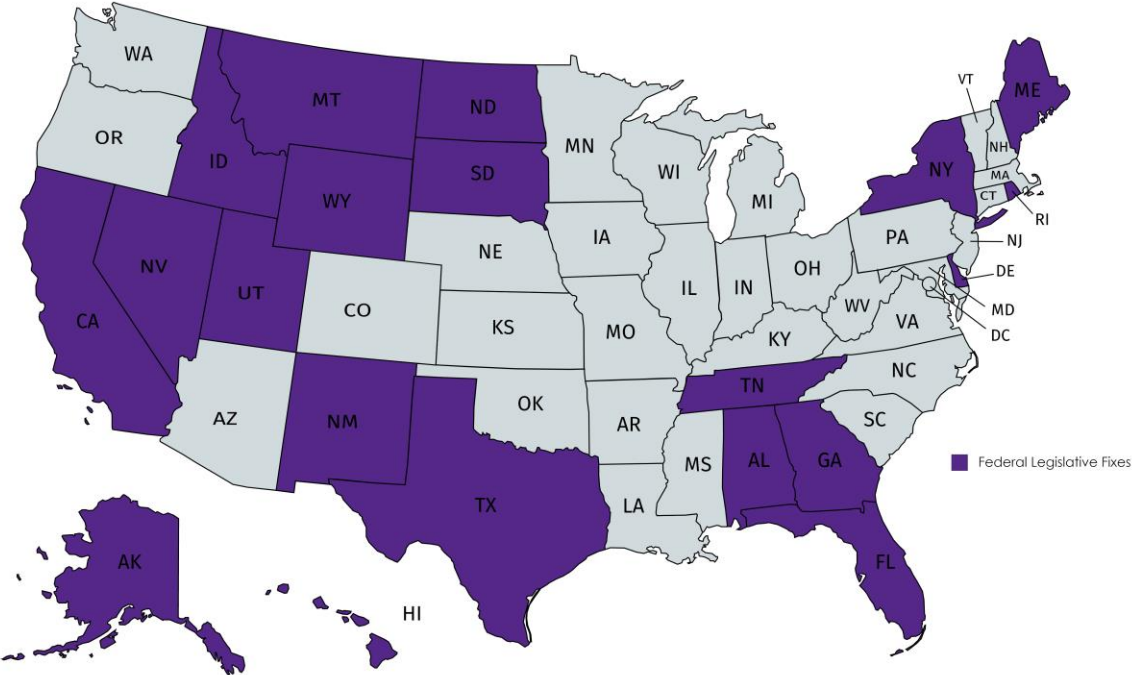 WA
MT
ND
VT
ME
OR
MN
ID
SD
WI
NH
NY
MA
WY
MI
CT
RI
IA
PA
NJ
NE
NV
OH
DE
UT
IL
IN
CO
WV
MD
CA
KS
MO
VA
DC
KY
NC
TN
AZ
OK
NM
AR
SC
MS
AL
GA
Federal Legislative Fixes
TX
LA
AK
FL
HI